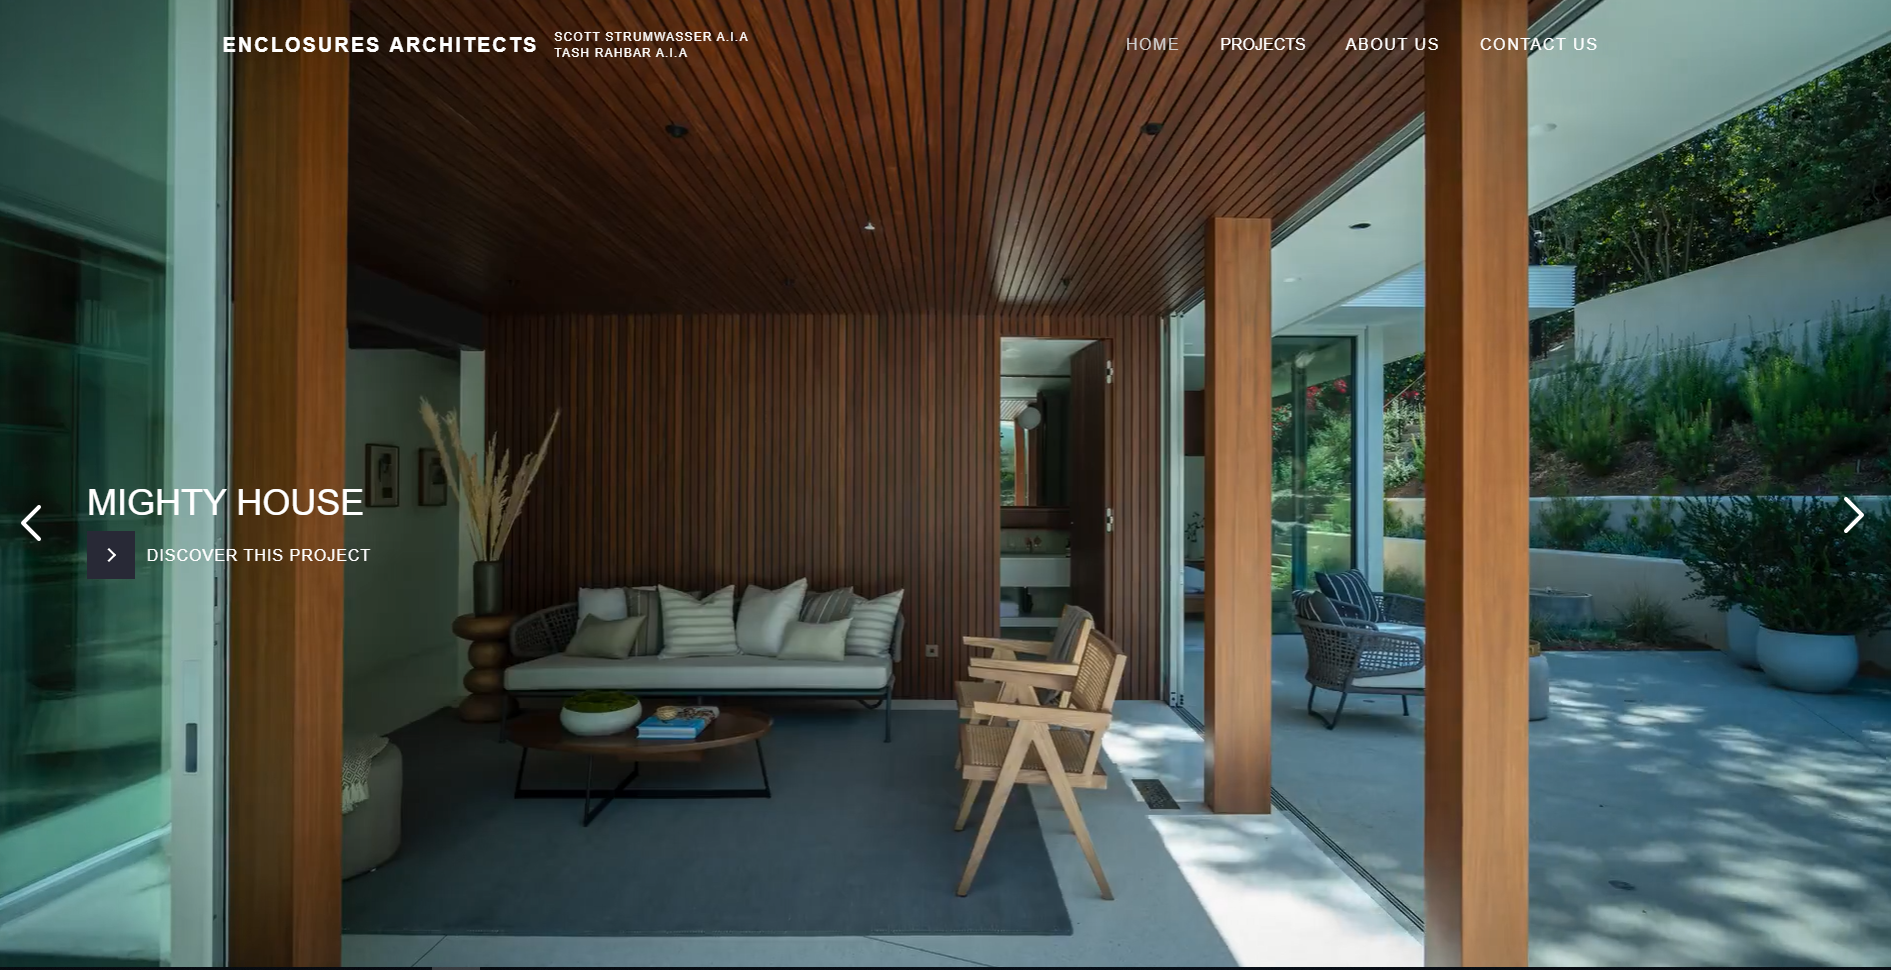 ENCLOSURES ARCHITECTS
SCOTT STRUMWASSER A.I.A
TASH RAHBAR A.I.A
HOME
PROJECTS
ABOUT US
CONTACT US
MIGHTY HOUSE
DISCOVER THIS PROJECT